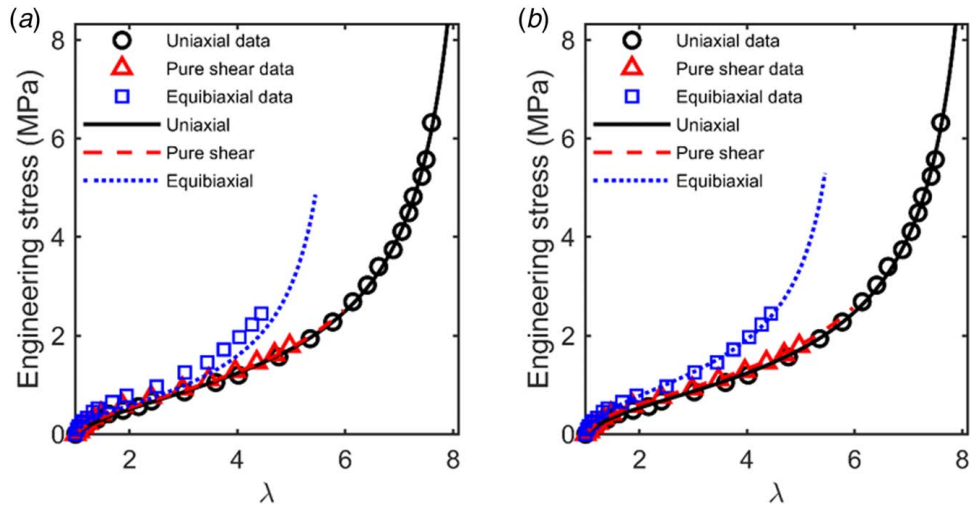 (a)
Engineering stress (MPa)
8
6
4
2
0
Uniaxial data
Pure shear data
Equibiaxial data
Uniaxial
Pure shear
Equibiaxial
2 4 6 8
λ
(b)
Engineering stress (MPa)
8
6
4
2
0
Uniaxial data
Pure shear data
Equibiaxial data
Uniaxial
Pure shear
Equibiaxial
2 4 6 8
λ